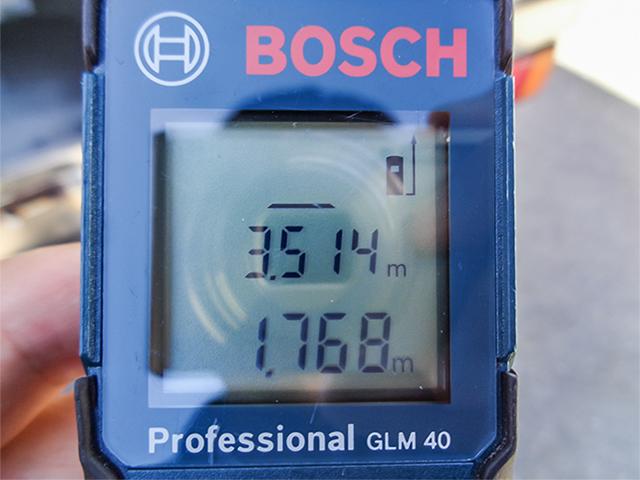 BOSCH
3.514 m
1.768 m
Professional GLM 40